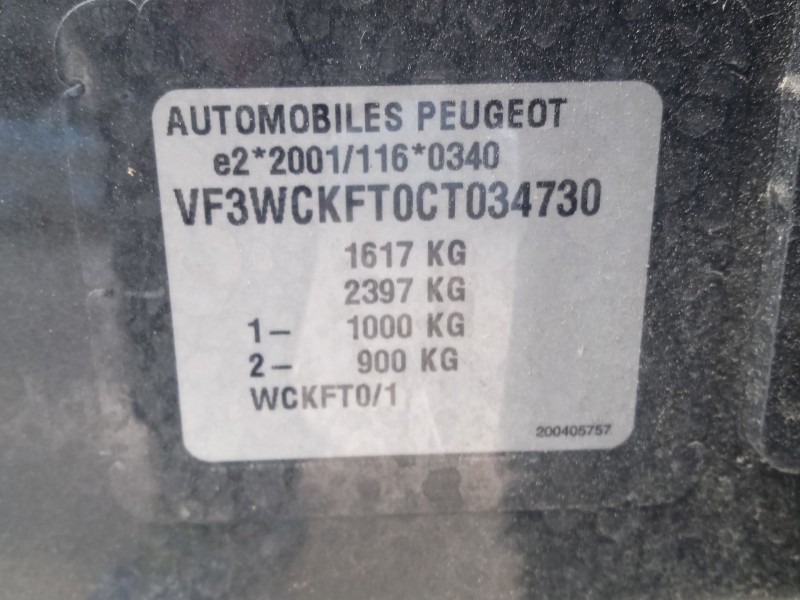 AUTOMOBILES PEUGEOT
e2*2001/116*0340
VF3WCKFT0CT034730
1617 KG
2397 KG
1- 1000 KG
2- 900 KG
WCKFT0/1
200405757